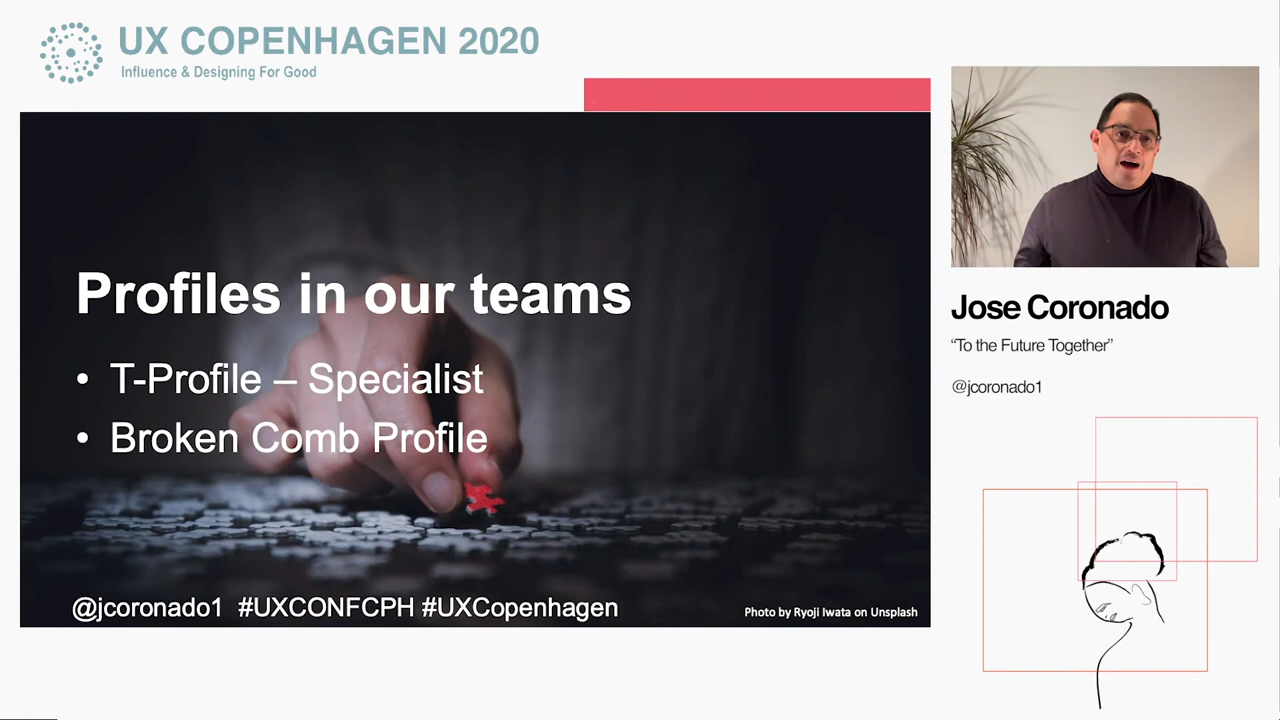 UX COPENHAGEN 2020
Influence & Designing For Good
Profiles in our teams
• T-Profile – Specialist
• Broken Comb Profile
@jcoronado1 #UXCONFCPH #UXCopenhagen
Photo by Ryoji Iwata on Unsplash
Jose Coronado
“To the Future Together”
@jcoronado1